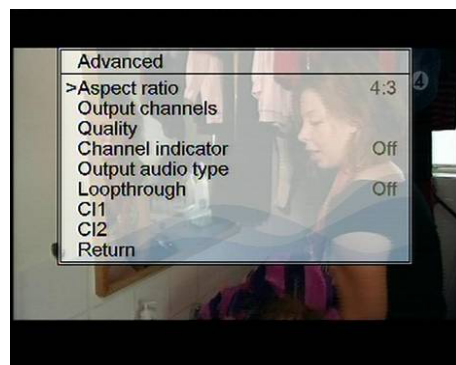 Advanced
>Aspect ratio 4:3
Output channels
Quality
Channel indicator Off
Output audio type
Loopthrough Off
CI1
CI2
Return
4